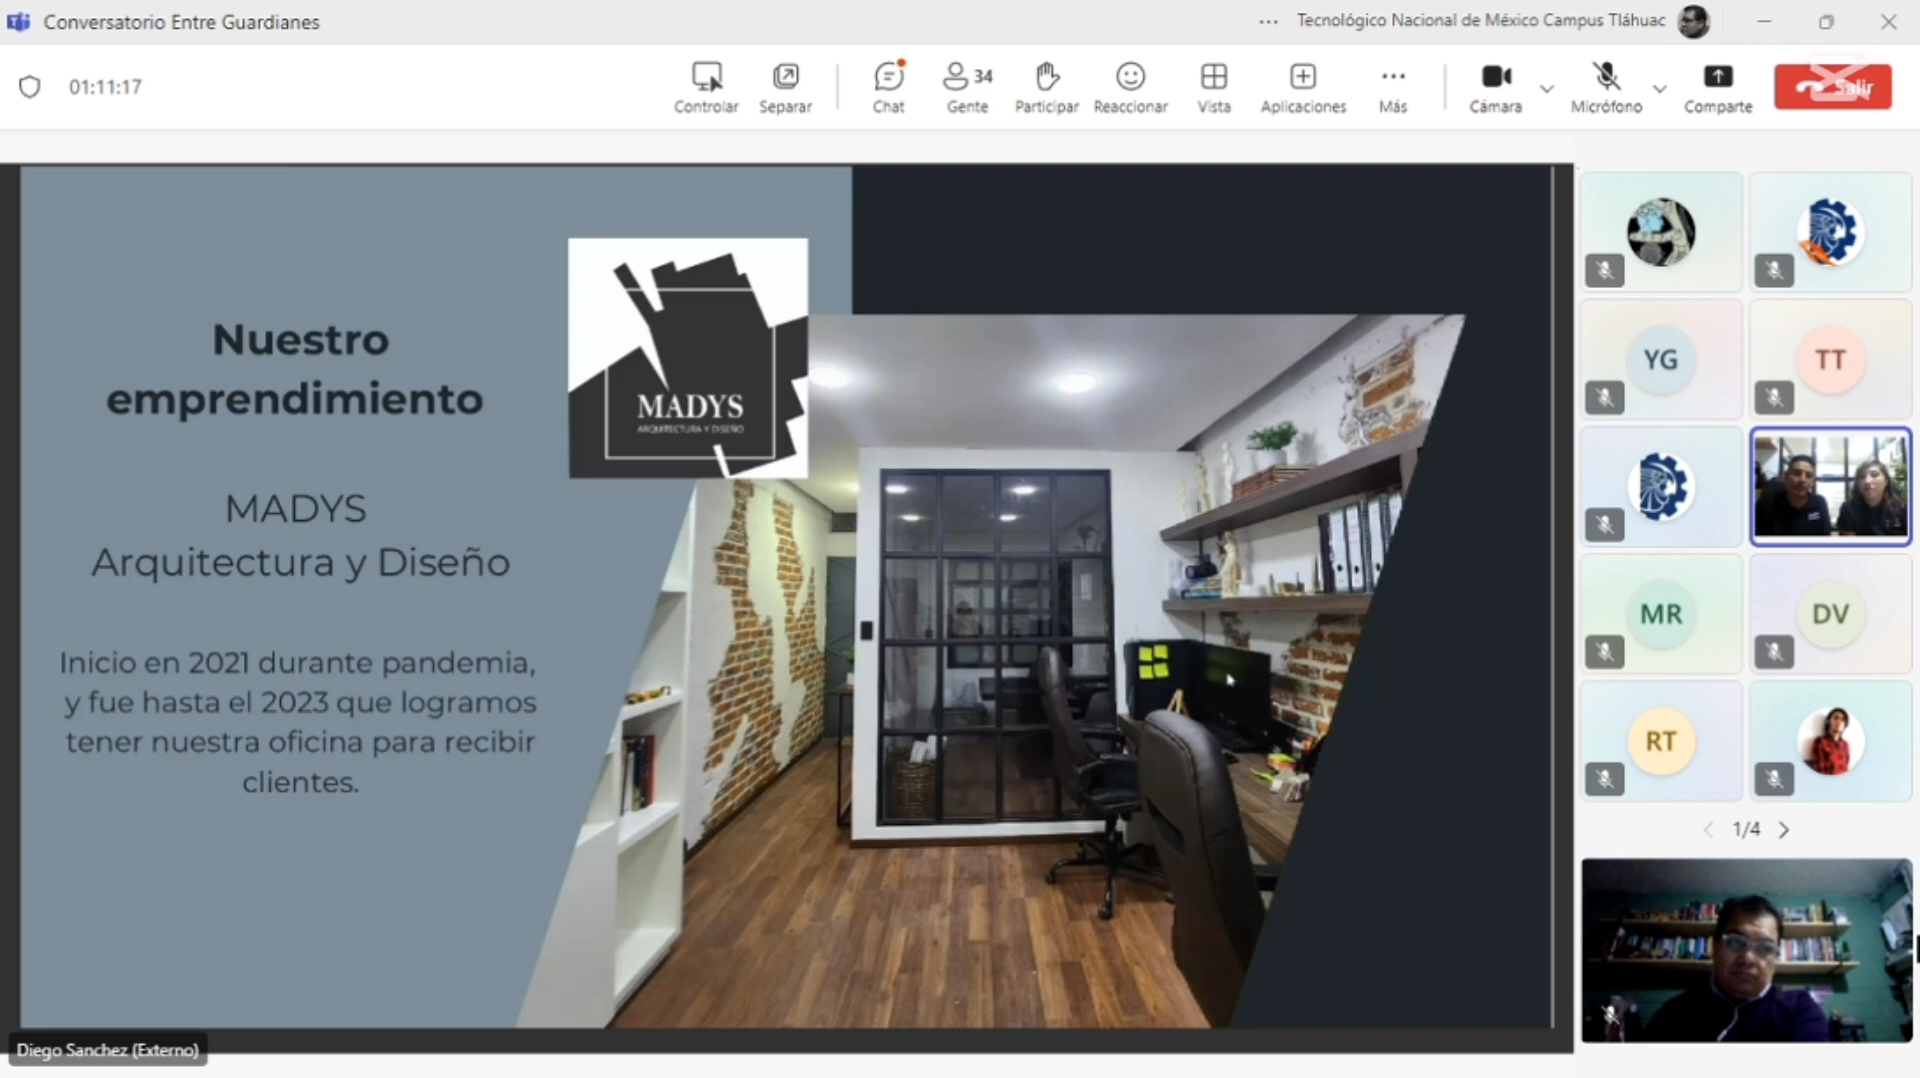 Conversatorio Entre Guardianes
Tecnológico Nacional de México Campus Tláhuac
01:11:17
Controlar
Separar
Chat
34
Gente
Participar
Reaccionar
Vista
Aplicaciones
Más
Cámara
Micrófono
Comparte
Salir
Nuestro
emprendimiento
MADYS
ARQUITECTURA Y DISEÑO
MADYS
Arquitectura y Diseño
Inicio en 2021 durante pandemia,
y fue hasta el 2023 que logramos
tener nuestra oficina para recibir
clientes.
YG
TT
MR
DV
RT
1/4
Diego Sanchez (Externo)